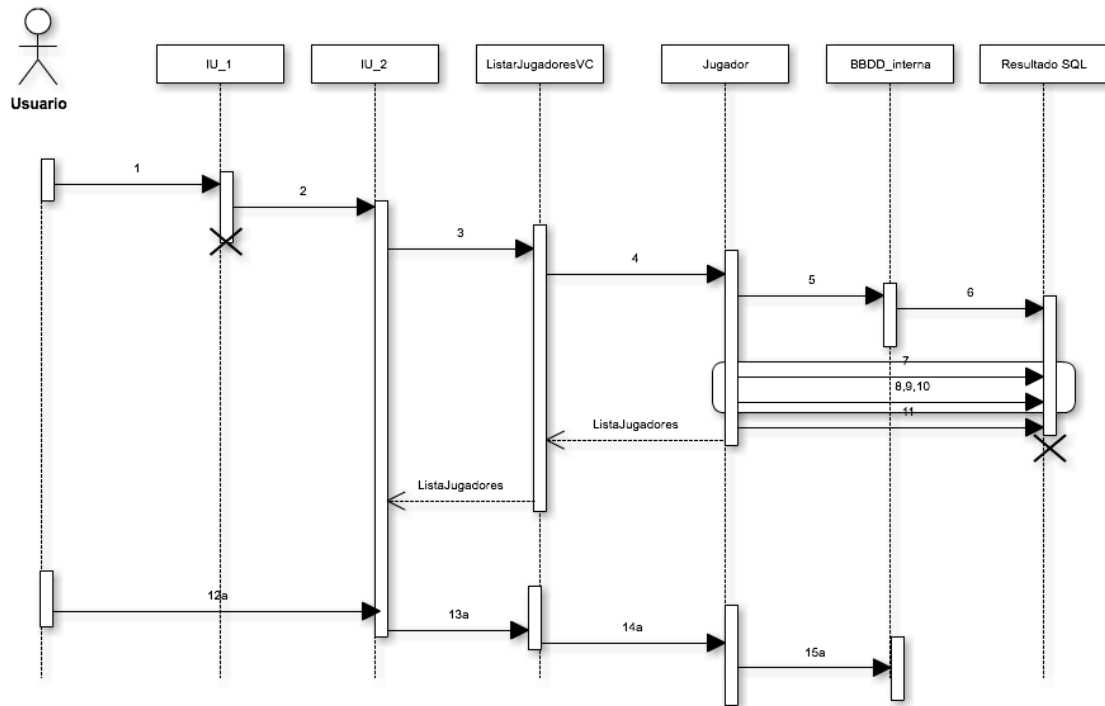 IU_1
IU_2
ListarJugadoresVC
Jugador
BBDD_interna
Resultado SQL
Usuario
1
2
3
4
5
6
7
8,9,10
11
ListaJugadores
ListaJugadores
12a
13a
14a
15a